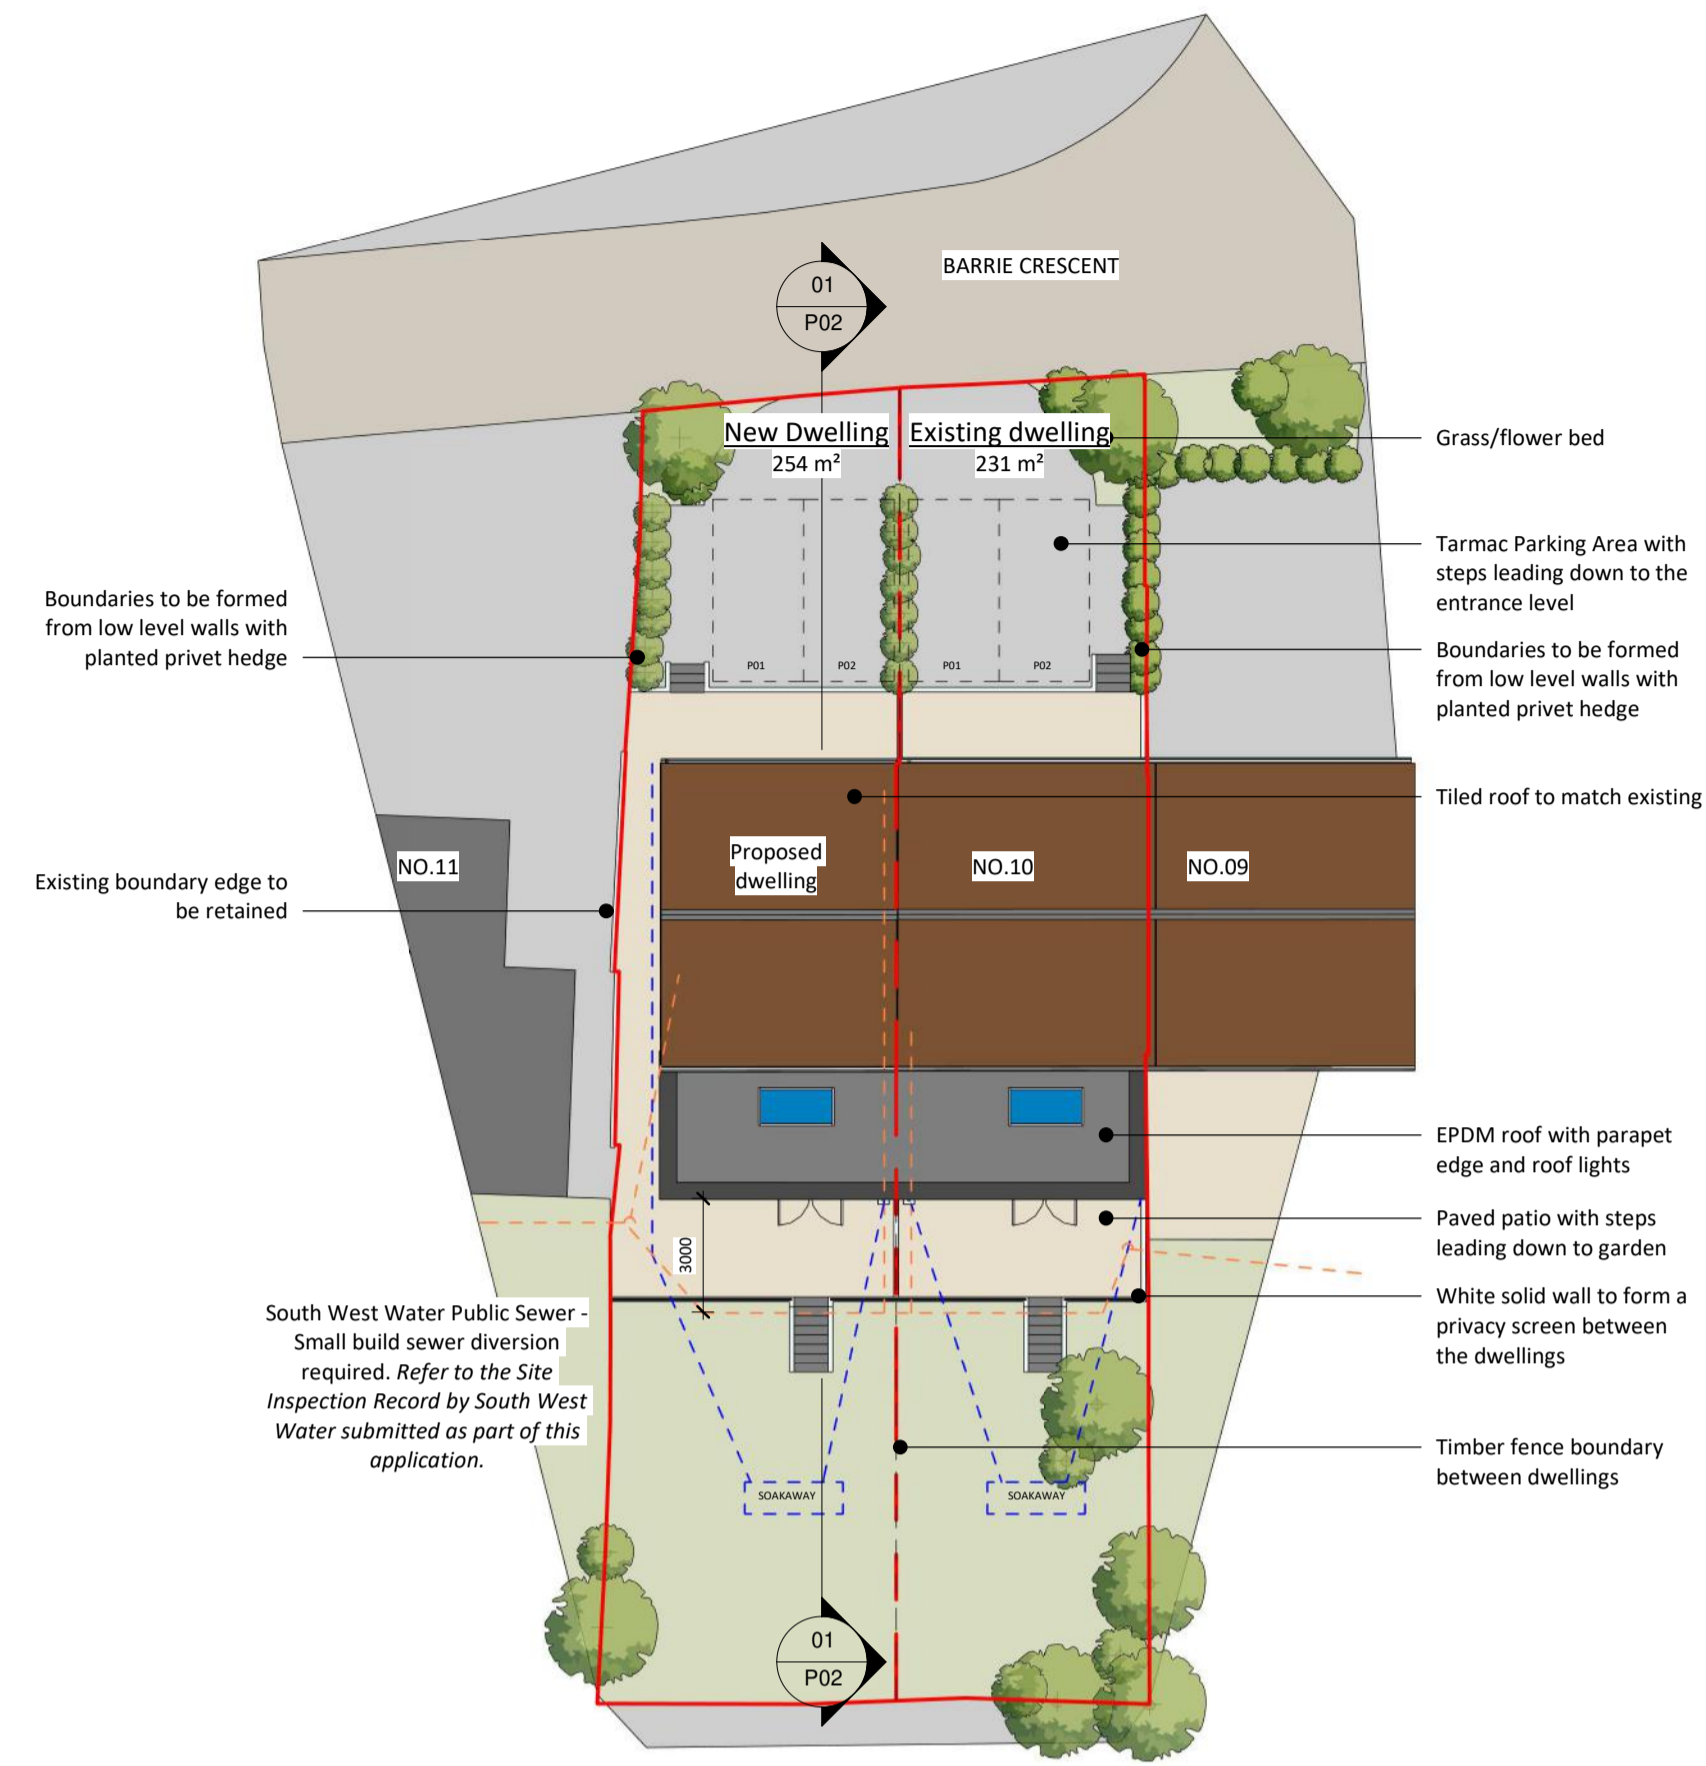 BARRIE CRESCENT
01
P02
New Dwelling
254 m²
Existing dwelling
231 m²
Grass/flower bed
Tarmac Parking Area with
steps leading down to the
entrance level
Boundaries to be formed
from low level walls with
planted privet hedge
Boundaries to be formed
from low level walls with
planted privet hedge
P01
P02
P01
P02
Tiled roof to match existing
Proposed
dwelling
NO.11
NO.10
NO.09
Existing boundary edge to
be retained
EPDM roof with parapet
edge and roof lights
Paved patio with steps
leading down to garden
3000
White solid wall to form a
privacy screen between
the dwellings
South West Water Public Sewer -
Small build sewer diversion
required. Refer to the Site
Inspection Record by South West
Water submitted as part of this
application.
Timber fence boundary
between dwellings
SOAKAWAY
SOAKAWAY
01
P02